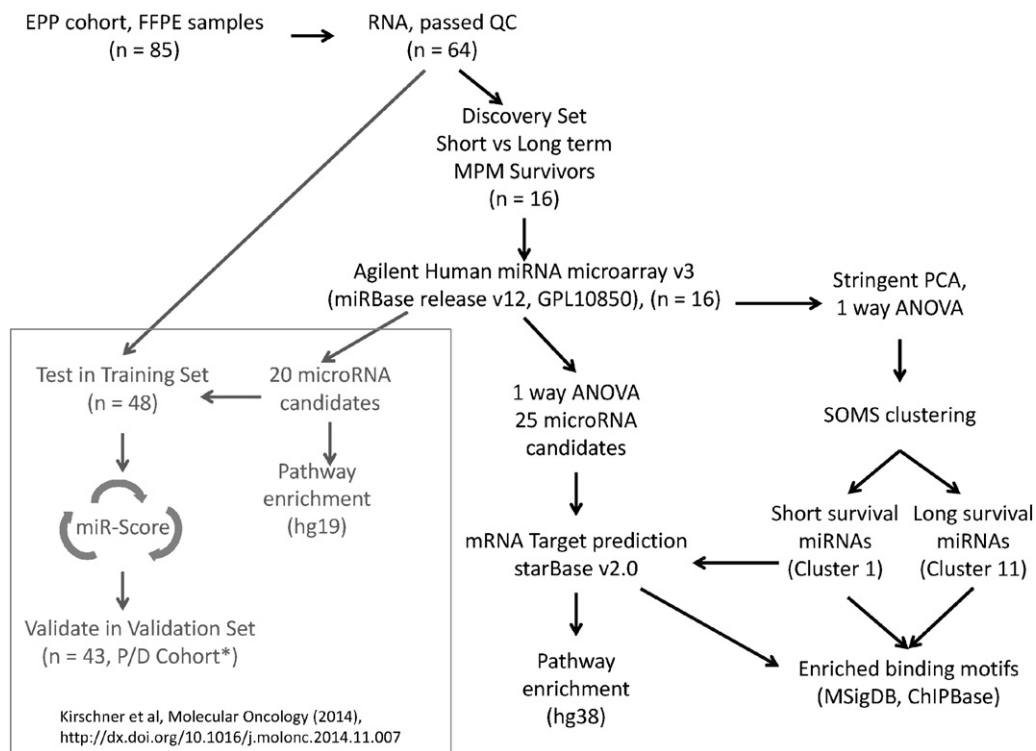 EPP cohort, FFPE samples
(n = 85)
RNA, passed QC
(n = 64)
Discovery Set
Short vs Long term
MPM Survivors
(n = 16)
Agilent Human miRNA microarray v3
(miRBase release v12, GPL10850), (n = 16)
Stringent PCA,
1 way ANOVA
Test in Training Set
(n = 48)
20 microRNA
candidates
1 way ANOVA
25 microRNA
candidates
SOMS clustering
Pathway
enrichment
(hg19)
miR-Score
mRNA Target prediction
starBase v2.0
Short survival
miRNAs
(Cluster 1)
Long survival
miRNAs
(Cluster 11)
Validate in Validation Set
(n = 43, P/D Cohort*)
Pathway
enrichment
(hg38)
Enriched binding motifs
(MSigDB, ChIPBase)
Kirschner et al, Molecular Oncology (2014),
http://dx.doi.org/10.1016/j.molonc.2014.11.007